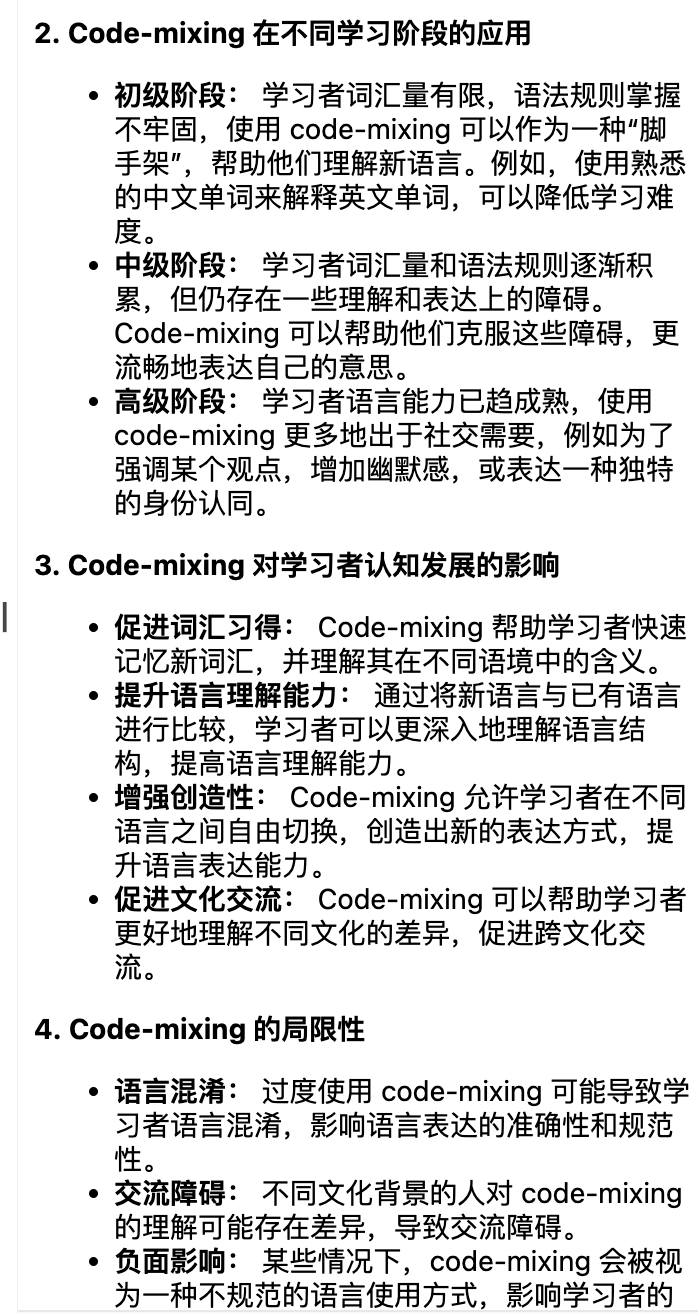 2. Code-mixing 在不同学习阶段的应用
• 初级阶段： 学习者词汇量有限，语法规则掌握
不牢固，使用 code-mixing 可以作为一种“脚
手架”，帮助他们理解新语言。例如，使用熟悉
的中文单词来解释英文单词，可以降低学习难
度。
• 中级阶段： 学习者词汇量和语法规则逐渐积
累，但仍存在一些理解和表达上的障碍。
Code-mixing 可以帮助他们克服这些障碍，更
流畅地表达自己的意思。
• 高级阶段： 学习者语言能力已趋成熟，使用
code-mixing 更多地出于社交需要，例如为了
强调某个观点，增加幽默感，或表达一种独特
的身份认同。
3. Code-mixing 对学习者认知发展的影响
• 促进词汇习得： Code-mixing 帮助学习者快速
记忆新词汇，并理解其在不同语境中的含义。
• 提升语言理解能力： 通过将新语言与已有语言
进行比较，学习者可以更深入地理解语言结
构，提高语言理解能力。
• 增强创造性： Code-mixing 允许学习者在不同
语言之间自由切换，创造出新的表达方式，提
升语言表达能力。
• 促进文化交流： Code-mixing 可以帮助学习者
更好地理解不同文化的差异，促进跨文化交
流。
4. Code-mixing 的局限性
• 语言混淆： 过度使用 code-mixing 可能导致学
习者语言混淆，影响语言表达的准确性和规范
性。
• 交流障碍： 不同文化背景的人对 code-mixing
的理解可能存在差异，导致交流障碍。
• 负面影响： 某些情况下，code-mixing 会被视
为一种不规范的语言使用方式，影响学习者的